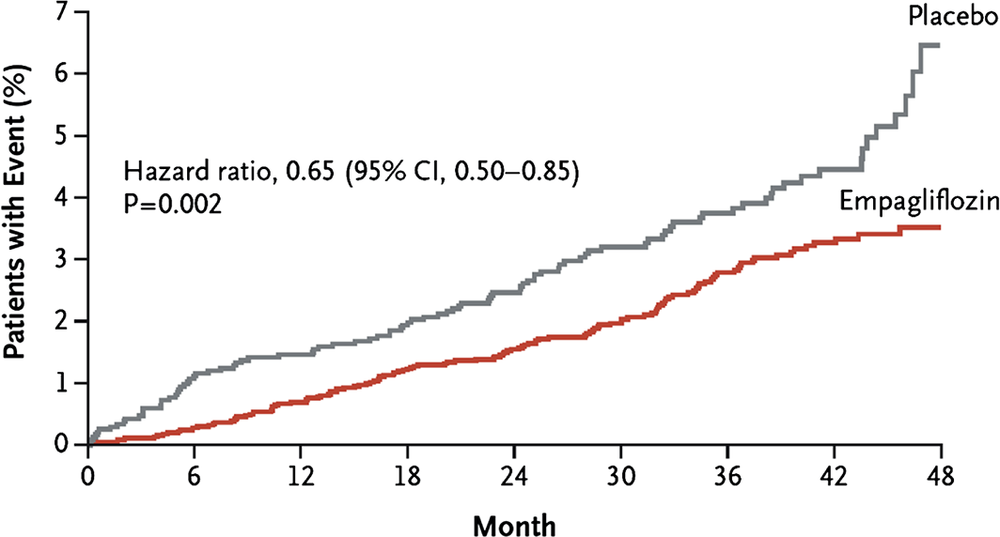 Patients with Event (%)
7
6
5
4
3
2
1
0
Placebo
Hazard ratio, 0.65 (95% CI, 0.50–0.85)
P=0.002
Empagliflozin
0 6 12 18 24 30 36 42 48
Month